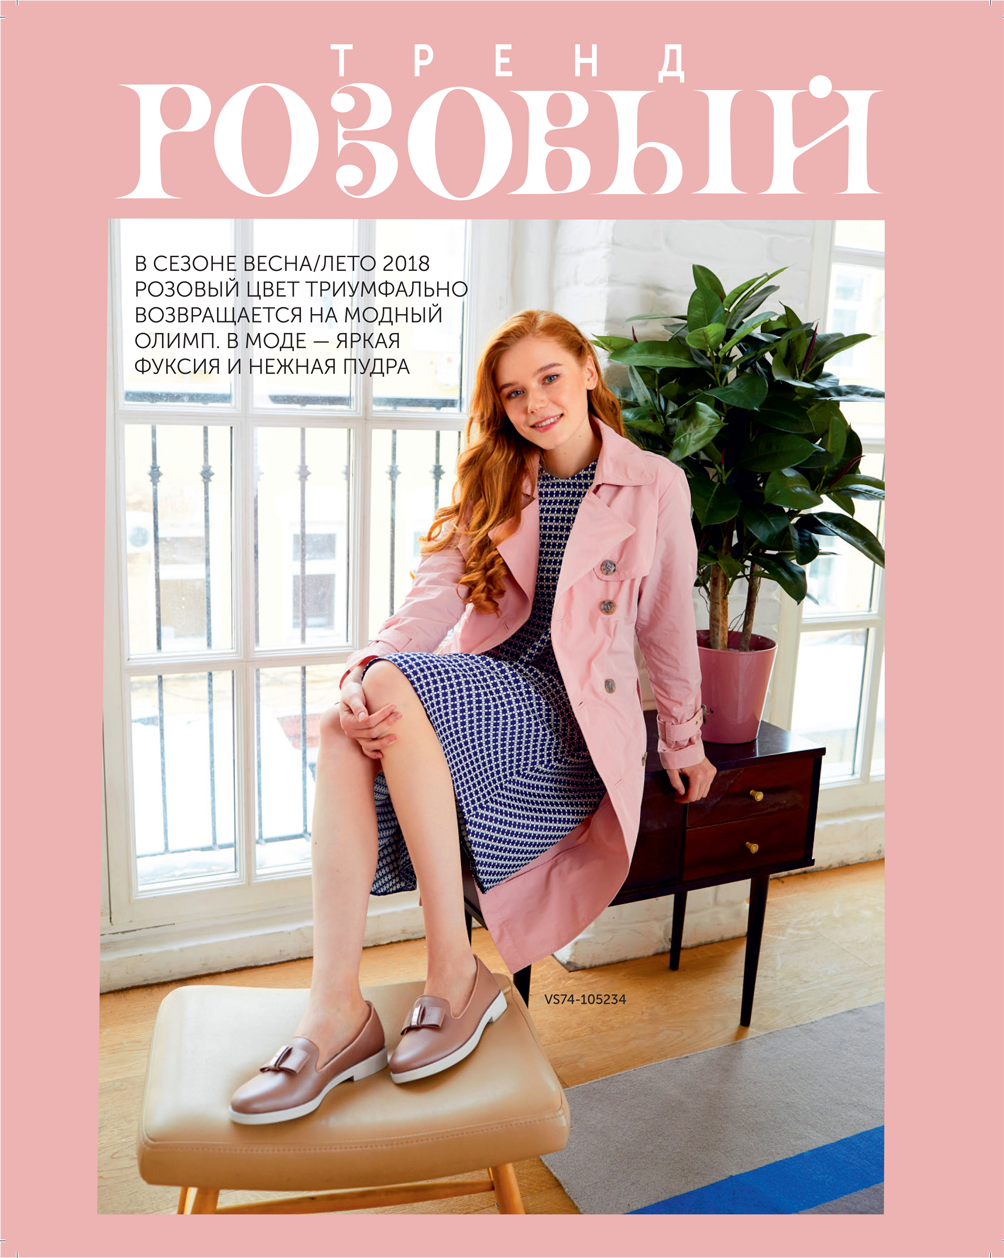 ТРЕНД
РОЗОВЫЙ
В СЕЗОНЕ ВЕСНА/ЛЕТО 2018
РОЗОВЫЙ ЦВЕТ ТРИУМФАЛЬНО
ВОЗВРАЩАЕТСЯ НА МОДНЫЙ
ОЛИМП. В МОДЕ — ЯРКАЯ
ФУКСИЯ И НЕЖНАЯ ПУДРА
VS74-105234